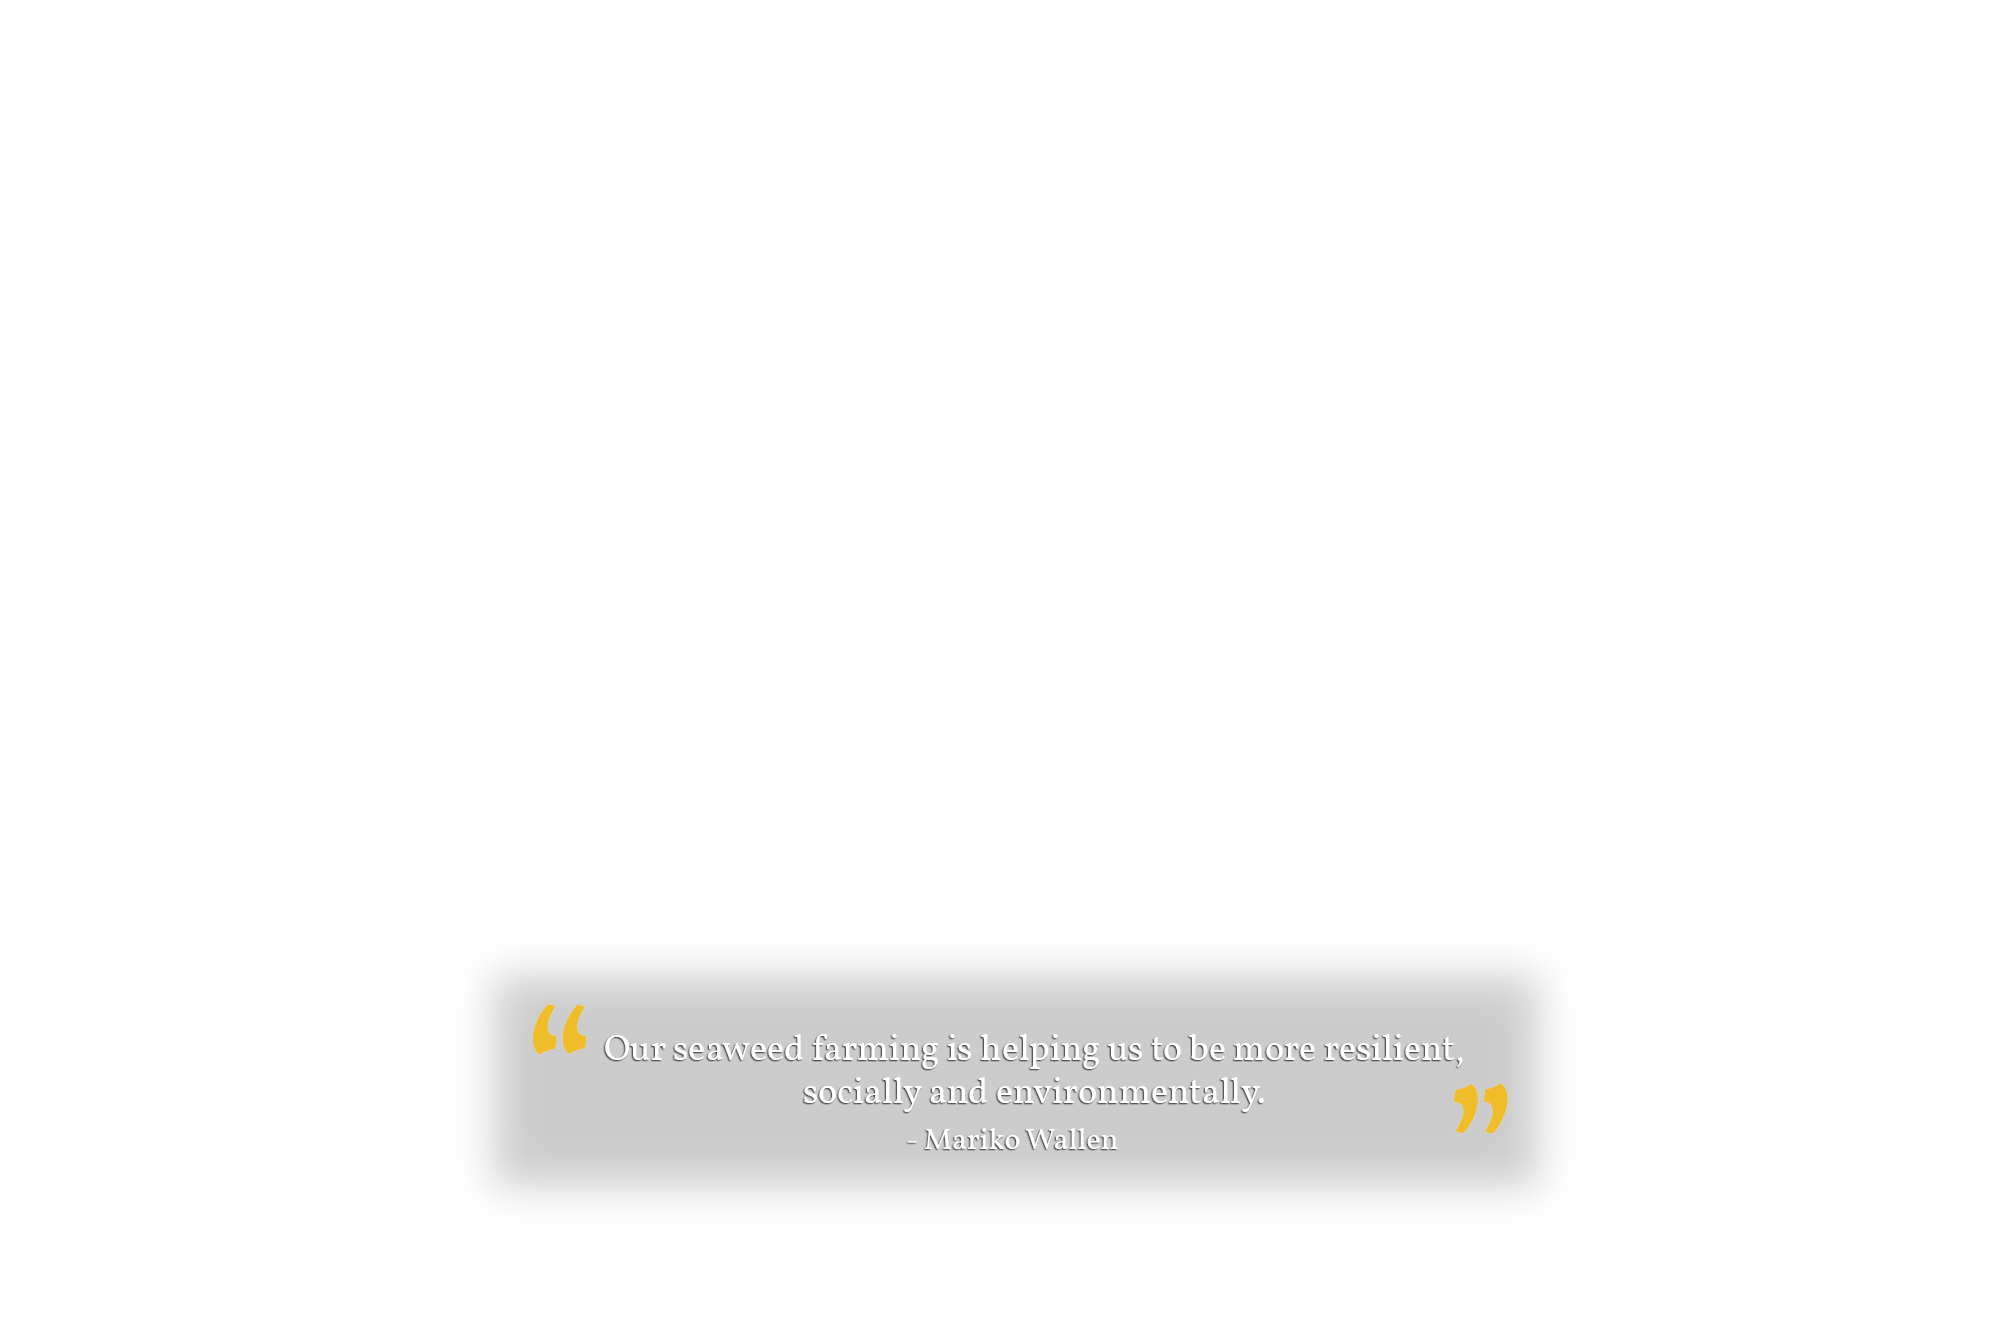 “Our seaweed farming is helping us to be more resilient,
socially and environmentally.”
- Mariko Wallen